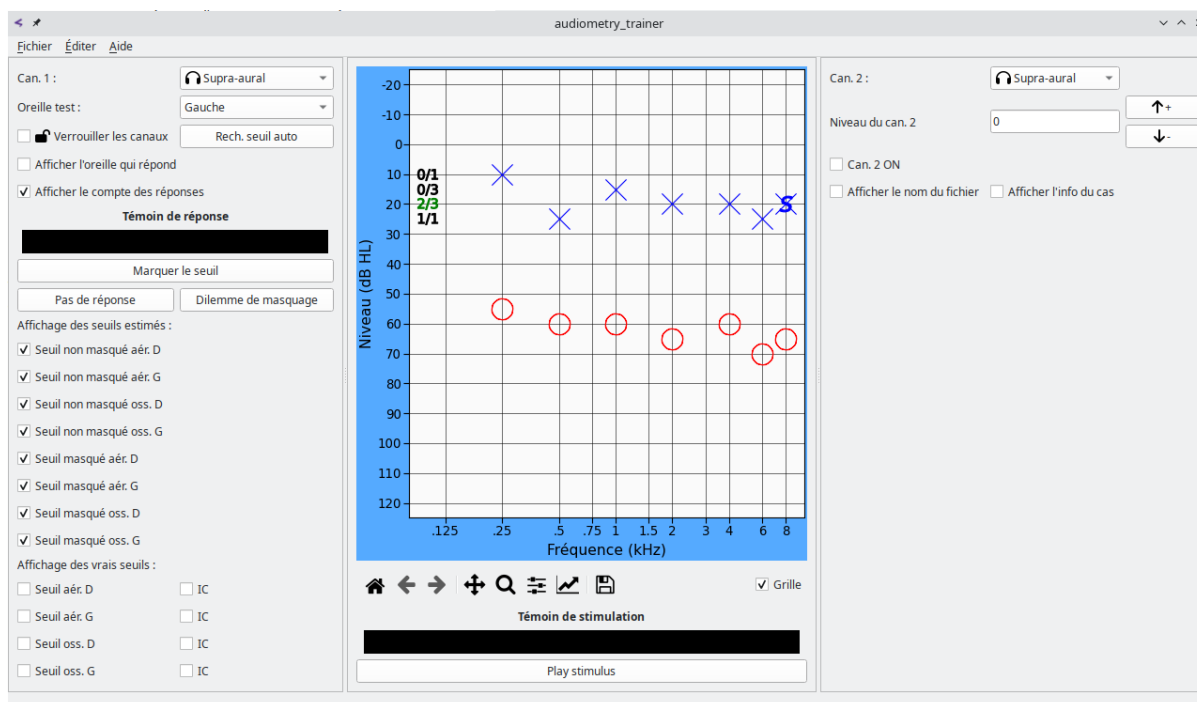 audiometry_trainer
Fichier Éditer Aide
Can. 1 : Supra-aural
Oreille test : Gauche
Verrouiller les canaux Rech. seuil auto
Afficher l'oreille qui répond
Afficher le compte des réponses
Témoin de réponse
Marquer le seuil
Pas de réponse Dilemme de masquage
Affichage des seuils estimés :
Seuil non masqué aér. D
Seuil non masqué aér. G
Seuil non masqué oss. D
Seuil non masqué oss. G
Seuil masqué aér. D
Seuil masqué aér. G
Seuil masqué oss. D
Seuil masqué oss. G
Affichage des vrais seuils :
Seuil aér. D IC
Seuil aér. G IC
Seuil oss. D IC
Seuil oss. G IC
Niveau (dB HL)
-20
-10
0
10
20
30
40
50
60
70
80
90
100
110
120
0/1
0/3
2/3
1/1
S
.125 .25 .5 .75 1 1.5 2 3 4 6 8
Fréquence (kHz)
Grille
Témoin de stimulation
Play stimulus
Can. 2 : Supra-aural
Niveau du can. 2 0
+
-
Can. 2 ON
Afficher le nom du fichier Afficher l'info du cas